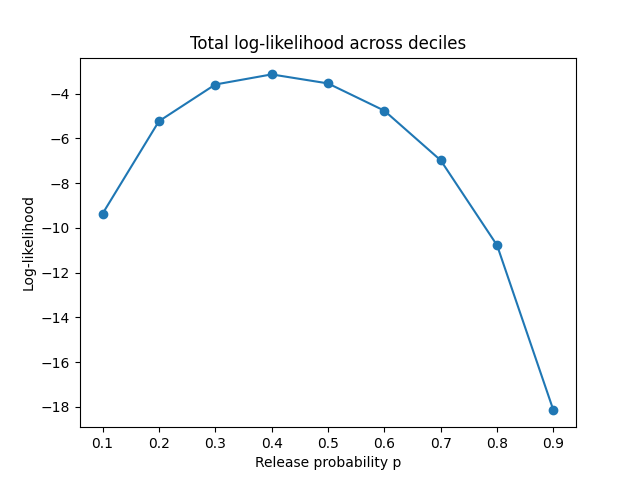 Total log-likelihood across deciles
Log-likelihood
−4
−6
−8
−10
−12
−14
−16
−18
0.1 0.2 0.3 0.4 0.5 0.6 0.7 0.8 0.9
Release probability p